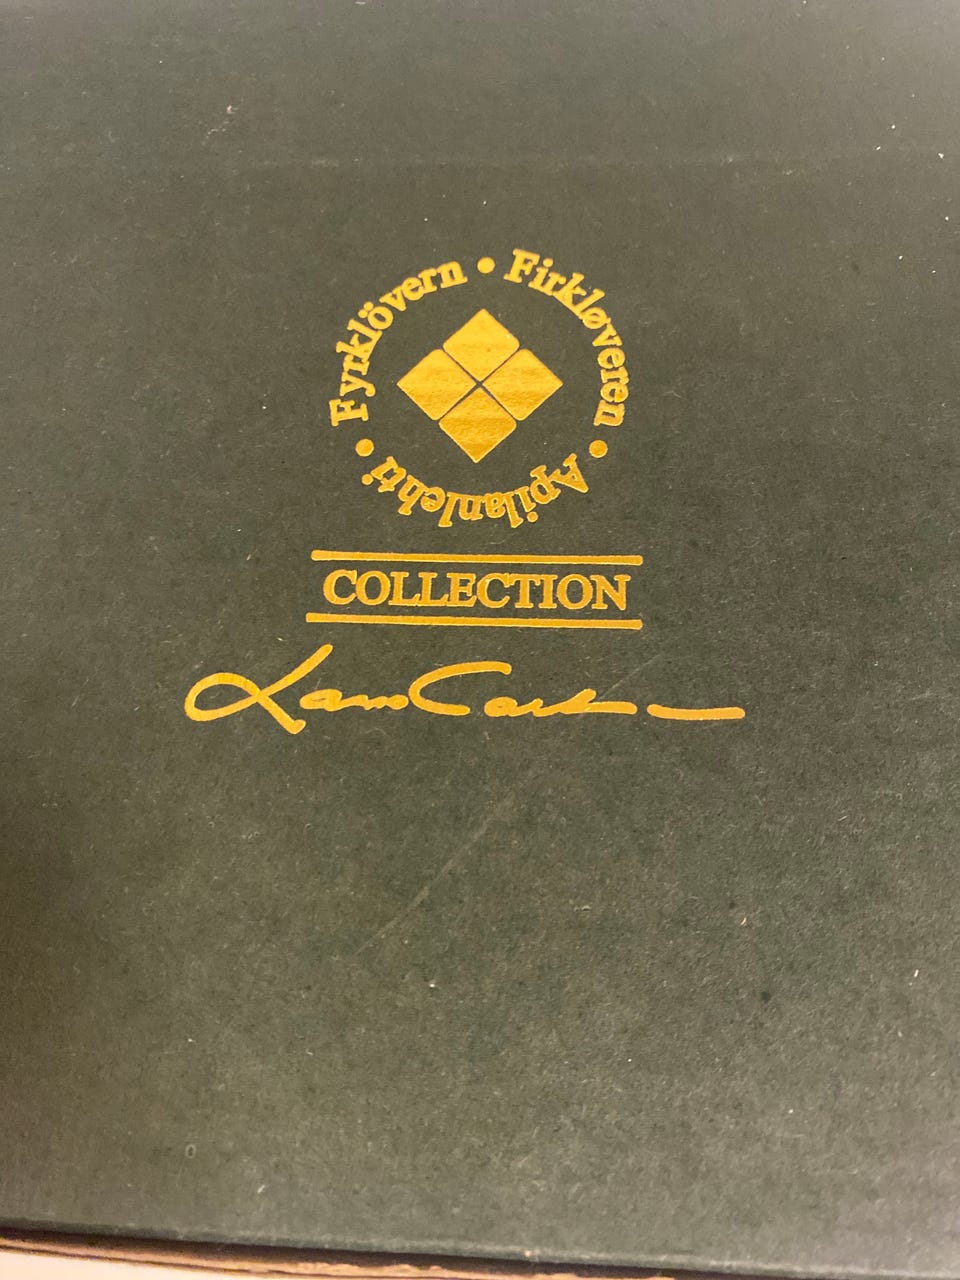 Fyrklövern • Firkløveren • Apilanlehti •
COLLECTION